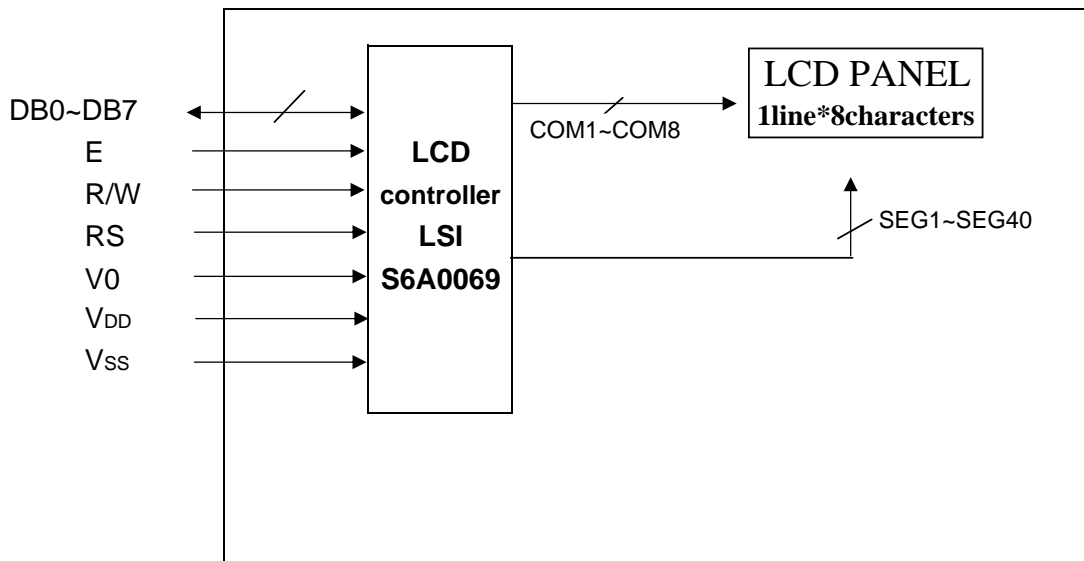 DB0~DB7
E
R/W
RS
V0
VDD
VSS
LCD
controller
LSI
S6A0069
COM1~COM8
LCD PANEL
1line*8characters
SEG1~SEG40